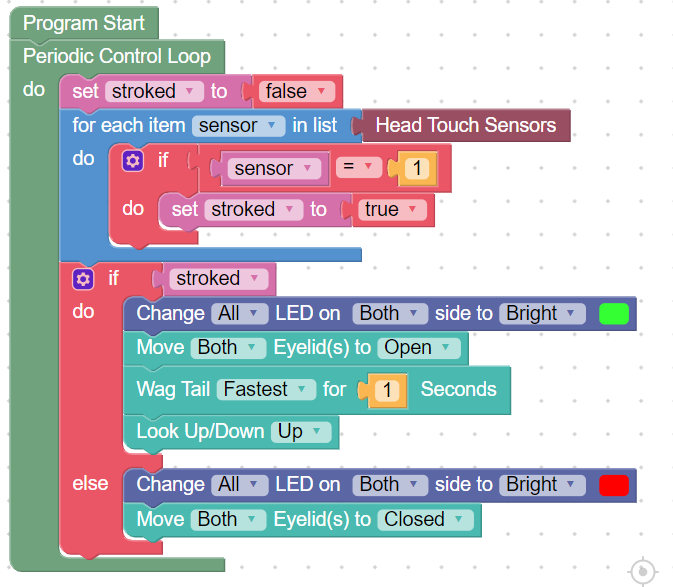 Program Start
Periodic Control Loop
do set stroked to false
for each item sensor in list Head Touch Sensors
do if sensor = 1
do set stroked to true
if stroked
do Change All LED on Both side to Bright
Move Both Eyelid(s) to Open
Wag Tail Fastest for 1 Seconds
Look Up/Down Up
else Change All LED on Both side to Bright
Move Both Eyelid(s) to Closed